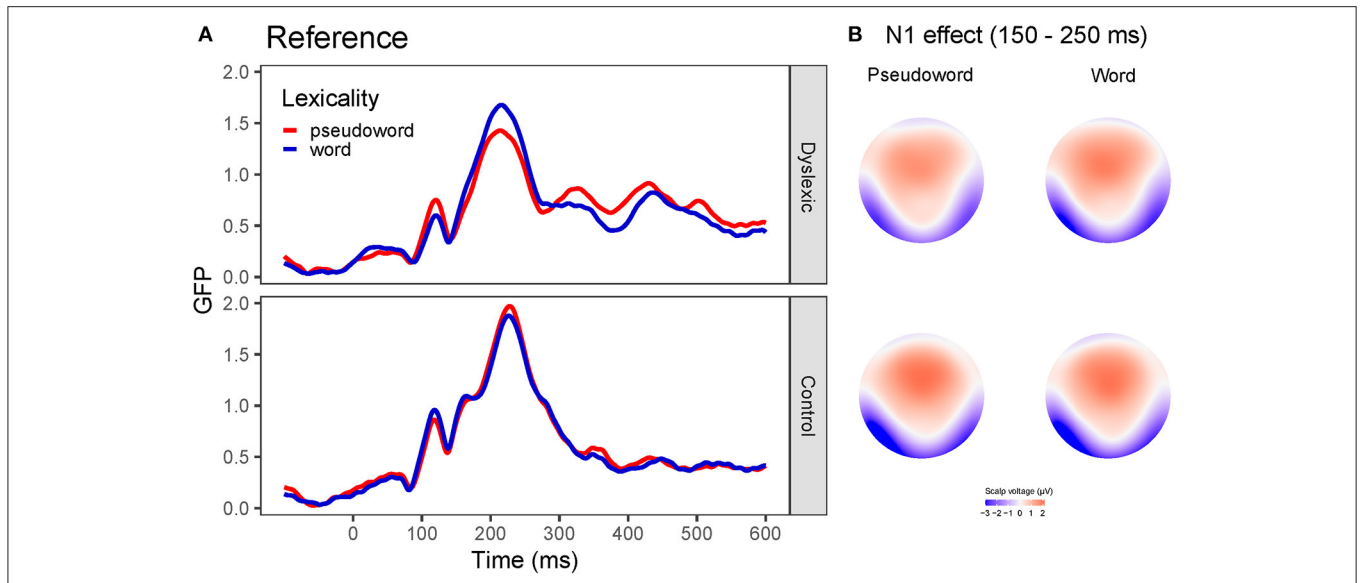 A Reference
B N1 effect (150 - 250 ms)
Pseudoword Word
2.0
1.5
1.0
0.5
0.0
Lexicality
pseudoword
word
Dyslexic
GFP
2.0
1.5
1.0
0.5
0.0
Control
0 100 200 300 400 500 600
Time (ms)
Scalp voltage (µV)
−3 −2 −1 0 1 2